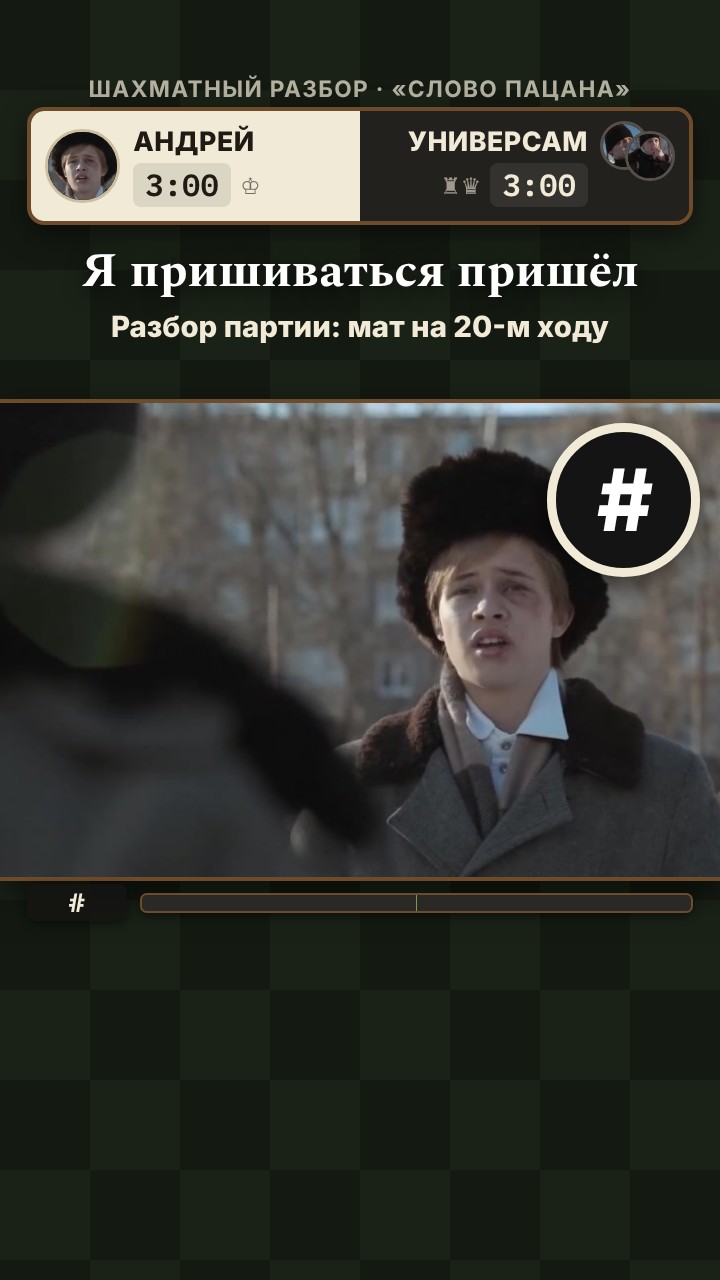 ШАХМАТНЫЙ РАЗБОР · «СЛОВО ПАЦАНА»
АНДРЕЙ
3:00 ♔
УНИВЕРСАМ
♜♛ 3:00
Я пришиваться пришёл
Разбор партии: мат на 20-м ходу
#
#